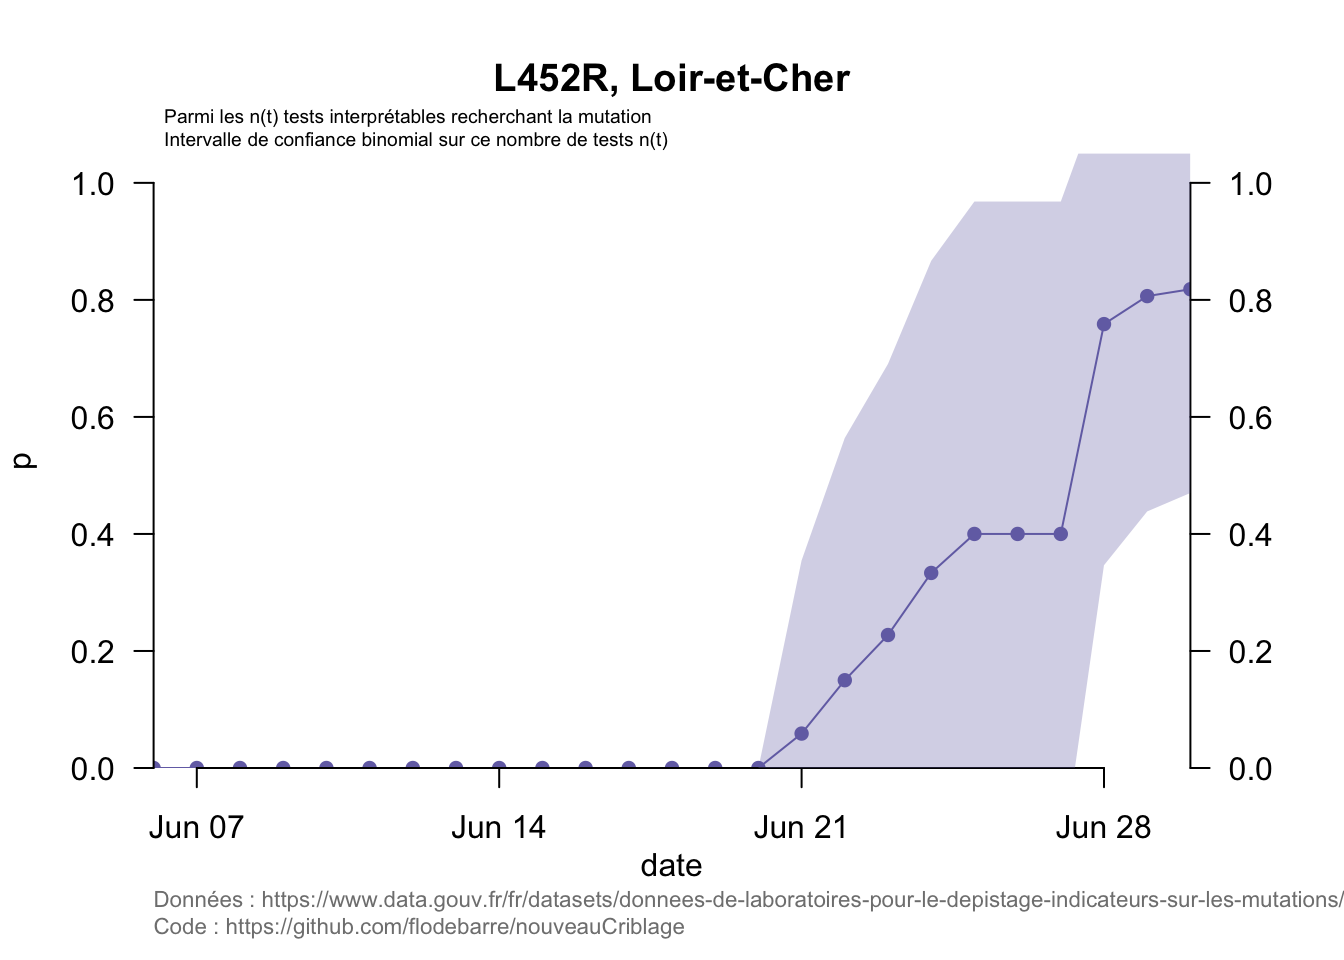 L452R, Loir-et-Cher
Parmi les n(t) tests interprétables recherchant la mutation
Intervalle de confiance binomial sur ce nombre de tests n(t)
1.0
0.8
0.6
0.4
0.2
0.0
p
1.0
0.8
0.6
0.4
0.2
0.0
Jun 07 Jun 14 Jun 21 Jun 28
date
Données : https://www.data.gouv.fr/fr/datasets/donnees-de-laboratoires-pour-le-depistage-indicateurs-sur-les-mutations/
Code : https://github.com/flodebarre/nouveauCriblage